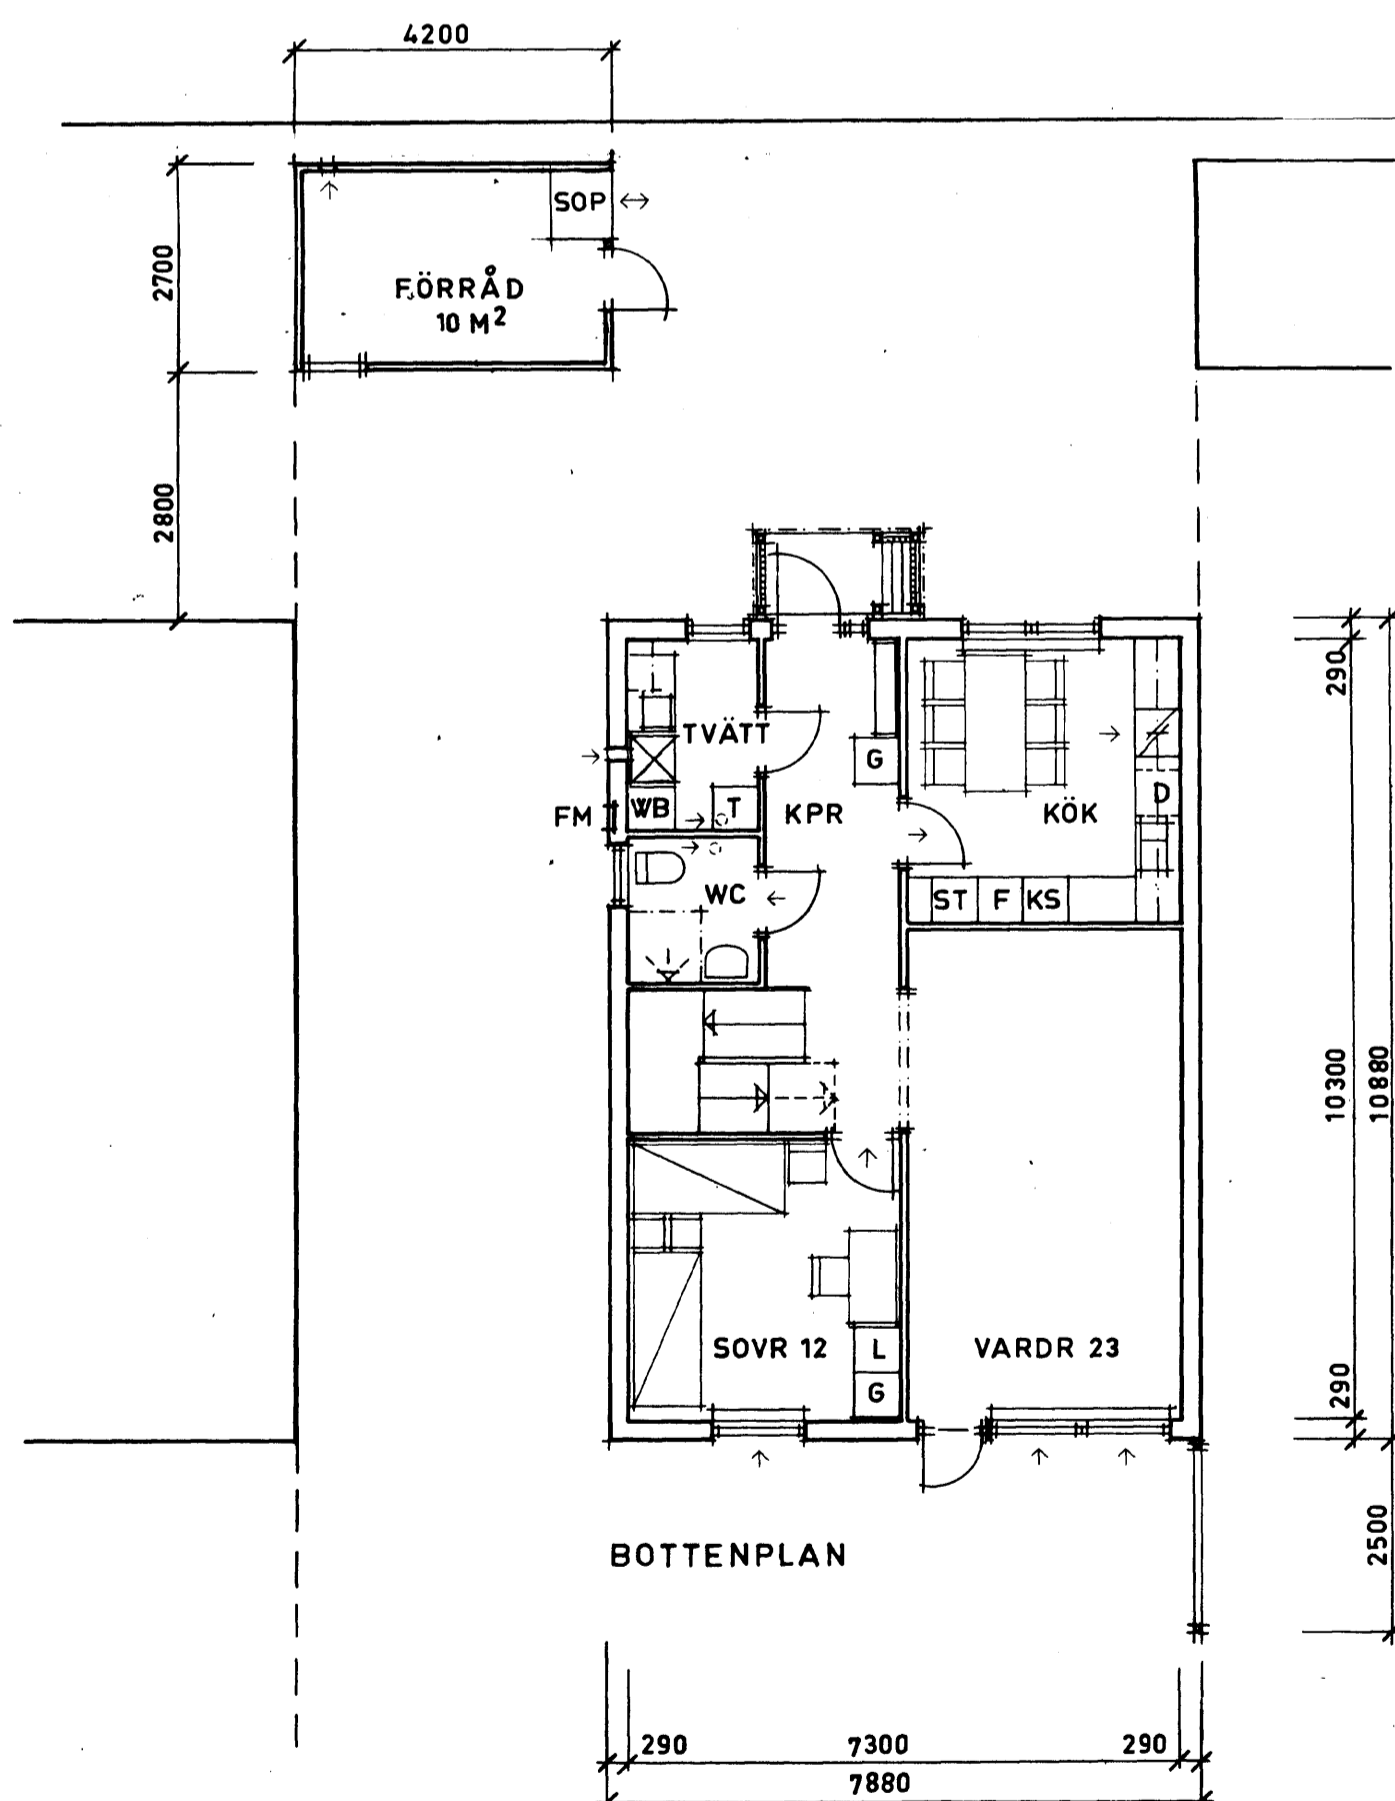 4200
SOP
2700
FÖRRÅD
10 M²
2800
290
TVÄTT
G
WB
T
FM
KPR
KÖK
D
WC
ST
F
KS
10300
10880
SOVR 12
L
G
VARDR 23
290
2500
BOTTENPLAN
290
7300
290
7880